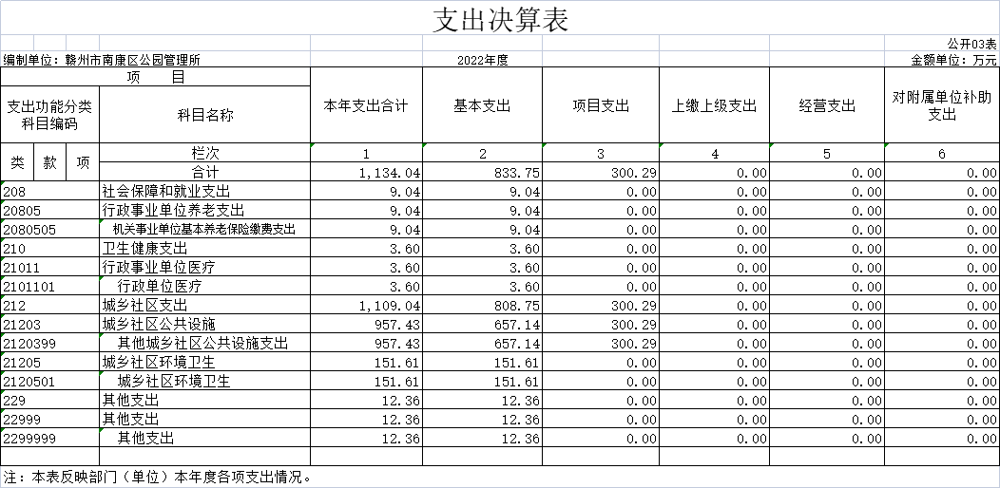 支出决算表
公开03表
编制单位：赣州市南康区公园管理所 2022年度 金额单位：万元
项 目 本年支出合计 基本支出 项目支出 上缴上级支出 经营支出 对附属单位补助支出
支出功能分类科目编码 科目名称
类 款 项 栏次 1 2 3 4 5 6
合计 1,134.04 833.75 300.29 0.00 0.00 0.00
208 社会保障和就业支出 9.04 9.04 0.00 0.00 0.00 0.00
20805 行政事业单位养老支出 9.04 9.04 0.00 0.00 0.00 0.00
2080505 机关事业单位基本养老保险缴费支出 9.04 9.04 0.00 0.00 0.00 0.00
210 卫生健康支出 3.60 3.60 0.00 0.00 0.00 0.00
21011 行政事业单位医疗 3.60 3.60 0.00 0.00 0.00 0.00
2101101 行政单位医疗 3.60 3.60 0.00 0.00 0.00 0.00
212 城乡社区支出 1,109.04 808.75 300.29 0.00 0.00 0.00
21203 城乡社区公共设施 957.43 657.14 300.29 0.00 0.00 0.00
2120399 其他城乡社区公共设施支出 957.43 657.14 300.29 0.00 0.00 0.00
21205 城乡社区环境卫生 151.61 151.61 0.00 0.00 0.00 0.00
2120501 城乡社区环境卫生 151.61 151.61 0.00 0.00 0.00 0.00
229 其他支出 12.36 12.36 0.00 0.00 0.00 0.00
22999 其他支出 12.36 12.36 0.00 0.00 0.00 0.00
2299999 其他支出 12.36 12.36 0.00 0.00 0.00 0.00
注：本表反映部门（单位）本年度各项支出情况。